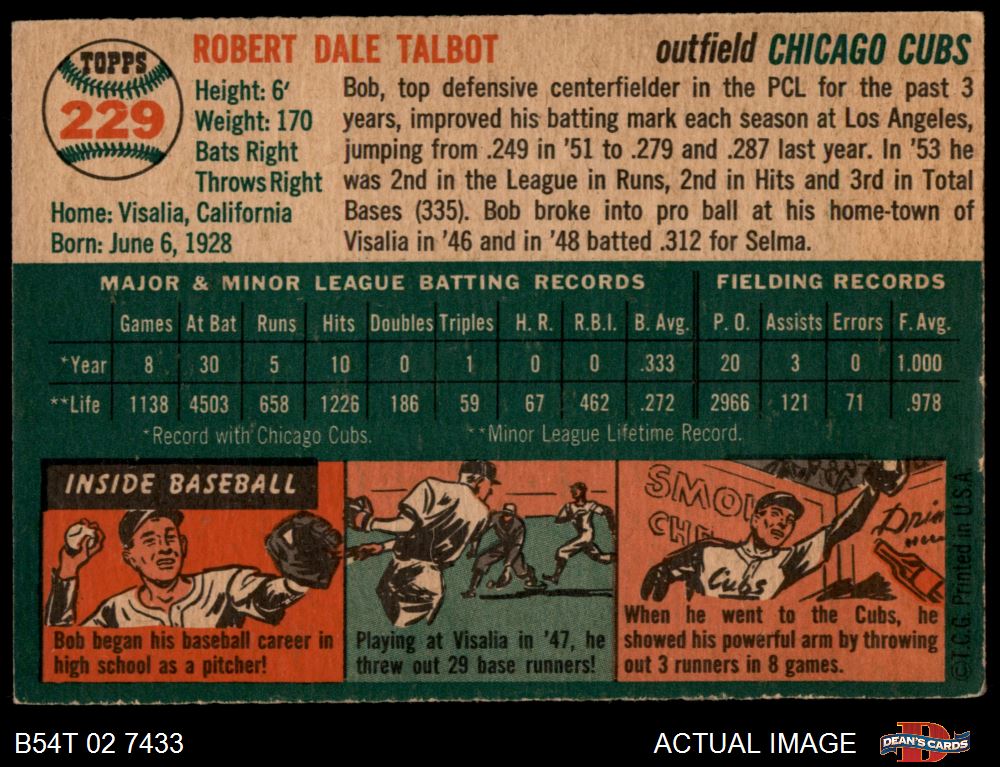 TOPPS
229
ROBERT DALE TALBOT
outfield CHICAGO CUBS
Height: 6'
Weight: 170
Bats Right
Throws Right
Home: Visalia, California
Born: June 6, 1928
Bob, top defensive centerfielder in the PCL for the past 3
years, improved his batting mark each season at Los Angeles,
jumping from .249 in '51 to .279 and .287 last year. In '53 he
was 2nd in the League in Runs, 2nd in Hits and 3rd in Total
Bases (335). Bob broke into pro ball at his home-town of
Visalia in '46 and in '48 batted .312 for Selma.
MAJOR & MINOR LEAGUE BATTING RECORDS FIELDING RECORDS
Games At Bat Runs Hits Doubles Triples H. R. R.B.I. B. Avg. P. O. Assists Errors F. Avg.
*Year 8 30 5 10 0 1 0 0 .333 20 3 0 1.000
**Life 1138 4503 658 1226 186 59 67 462 .272 2966 121 71 .978
*Record with Chicago Cubs. **Minor League Lifetime Record.
INSIDE BASEBALL
Bob began his baseball career in
high school as a pitcher!
Playing at Visalia in '47, he
threw out 29 base runners!
SMO
CH
Drin
Cubs
When he went to the Cubs, he
showed his powerful arm by throwing
out 3 runners in 8 games.
©T.C.G. Printed in U.S.A
B54T 02 7433
ACTUAL IMAGE
D
DEAN'S CARDS